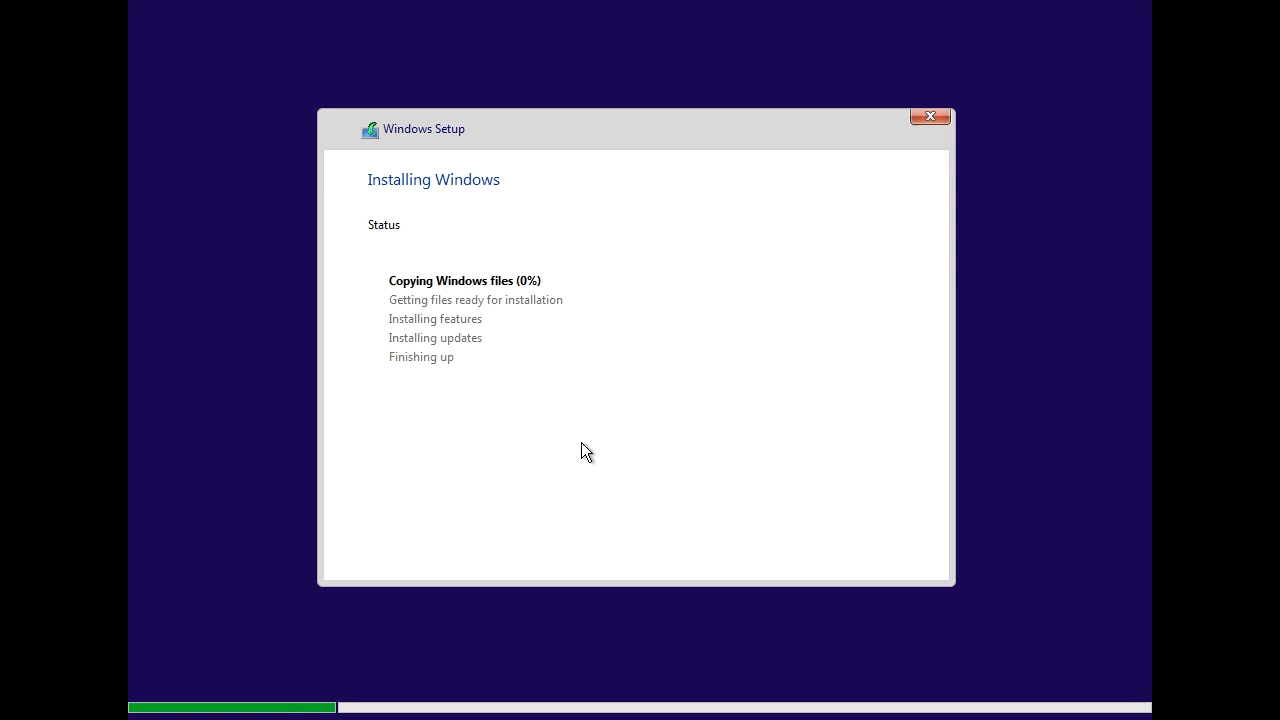 Windows Setup
Installing Windows
Status
Copying Windows files (0%)
Getting files ready for installation
Installing features
Installing updates
Finishing up